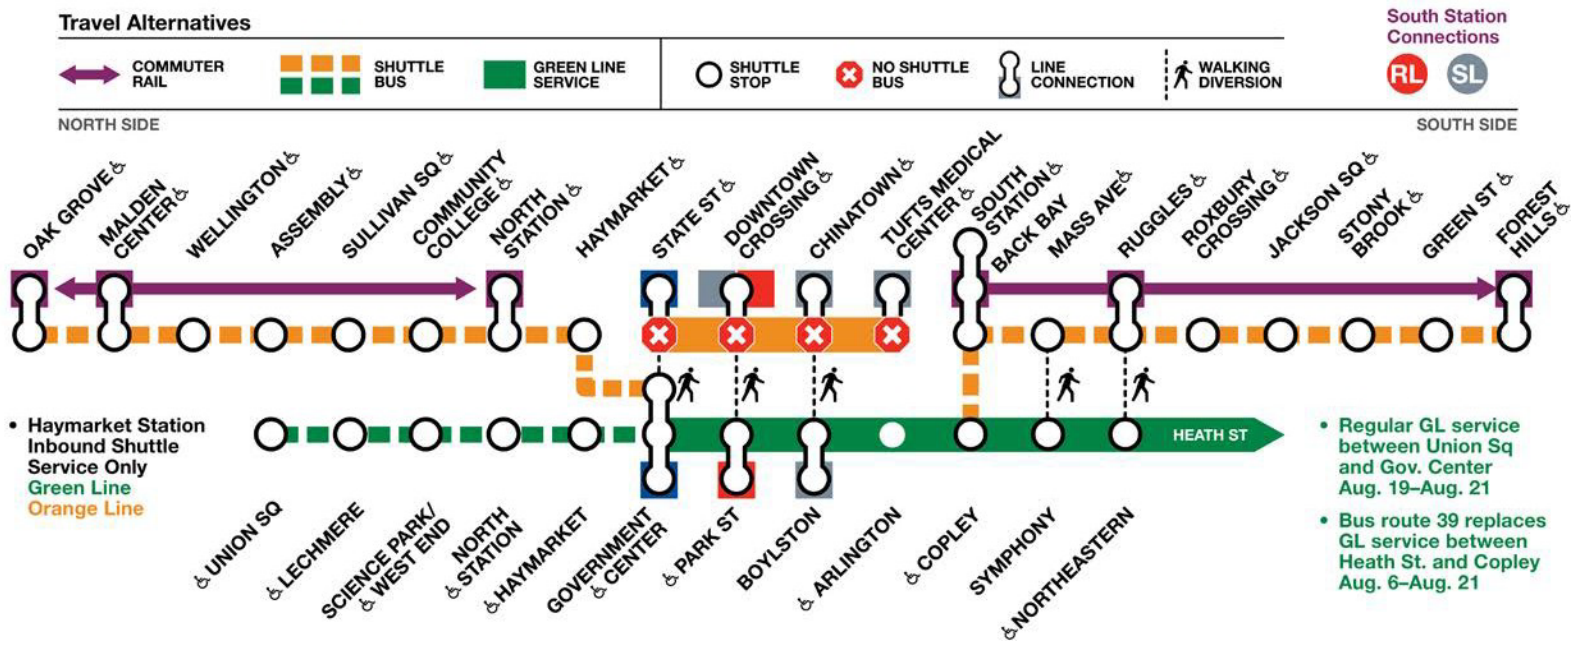 Travel Alternatives
COMMUTER
RAIL
SHUTTLE
BUS
GREEN LINE
SERVICE
SHUTTLE
STOP
NO SHUTTLE
BUS
LINE
CONNECTION
WALKING
DIVERSION
South Station
Connections
RL
SL
NORTH SIDE
SOUTH SIDE
OAK GROVE
MALDEN
CENTER
WELLINGTON
ASSEMBLY
SULLIVAN SQ
COMMUNITY
COLLEGE
NORTH
STATION
HAYMARKET
STATE ST
DOWNTOWN
CROSSING
CHINATOWN
TUFTS MEDICAL
CENTER
SOUTH
STATION
BACK BAY
MASS AVE
RUGGLES
ROXBURY
CROSSING
JACKSON SQ
STONY
BROOK
GREEN ST
FOREST
HILLS
HEATH ST
• Haymarket Station
Inbound Shuttle
Service Only
Green Line
Orange Line
UNION SQ
LECHMERE
SCIENCE PARK/
WEST END
NORTH
STATION
HAYMARKET
GOVERNMENT
CENTER
PARK ST
BOYLSTON
ARLINGTON
COPLEY
SYMPHONY
NORTHEASTERN
• Regular GL service
between Union Sq
and Gov. Center
Aug. 19–Aug. 21
• Bus route 39 replaces
GL service between
Heath St. and Copley
Aug. 6–Aug. 21